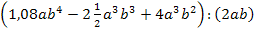 (1,08ab⁴ − 2½a³b³ + 4a³b²) : (2ab)